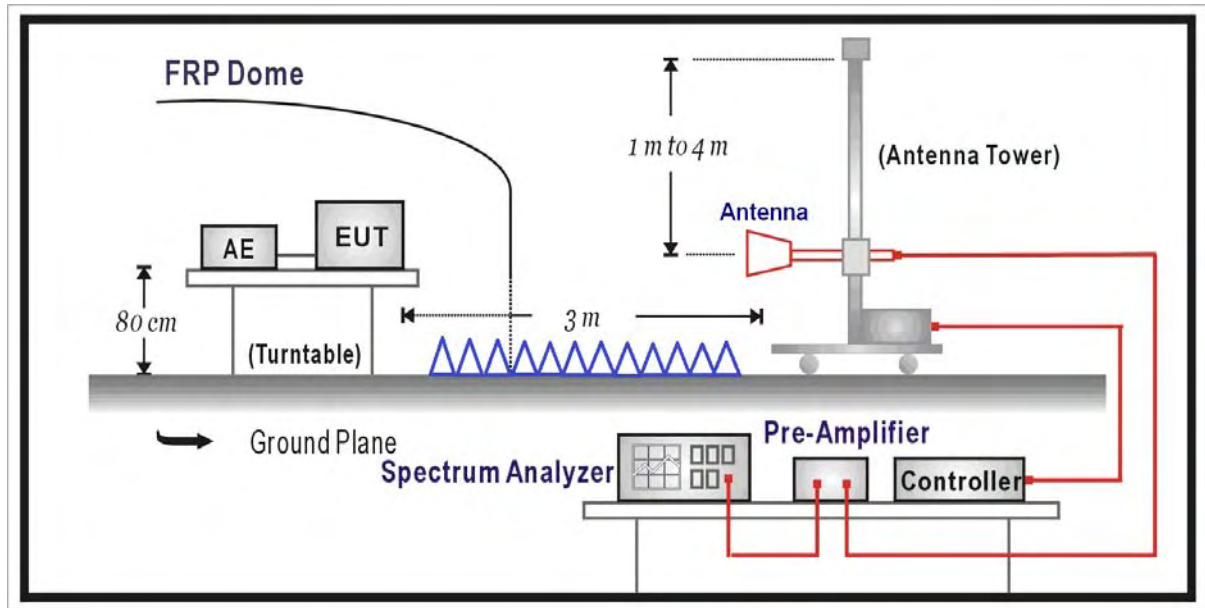 FRP Dome
1 m to 4 m
(Antenna Tower)
Antenna
AE
EUT
80 cm
3 m
(Turntable)
Ground Plane
Pre-Amplifier
Spectrum Analyzer
Controller